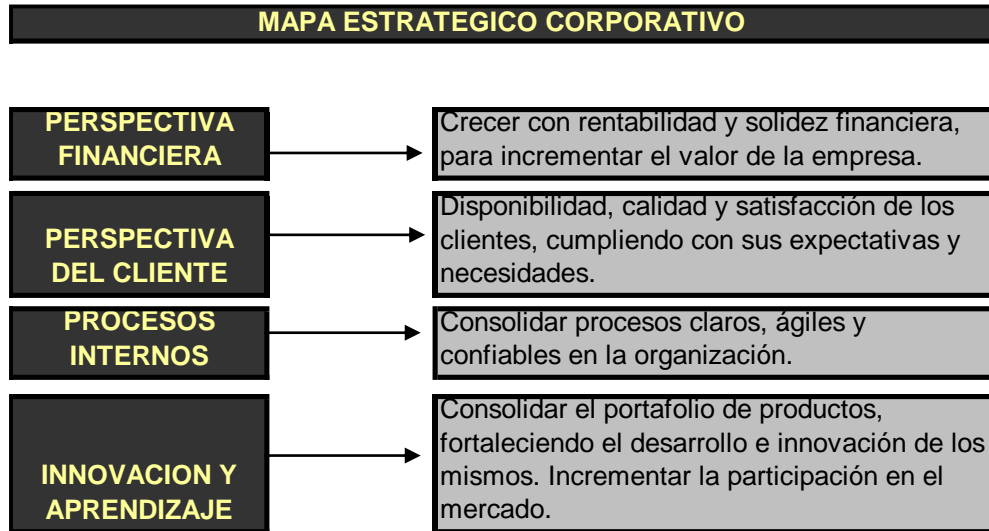 MAPA ESTRATEGICO CORPORATIVO
PERSPECTIVA
FINANCIERA
Crecer con rentabilidad y solidez financiera,
para incrementar el valor de la empresa.
PERSPECTIVA
DEL CLIENTE
Disponibilidad, calidad y satisfacción de los
clientes, cumpliendo con sus expectativas y
necesidades.
PROCESOS
INTERNOS
Consolidar procesos claros, ágiles y
confiables en la organización.
INNOVACION Y
APRENDIZAJE
Consolidar el portafolio de productos,
fortaleciendo el desarrollo e innovación de los
mismos. Incrementar la participación en el
mercado.